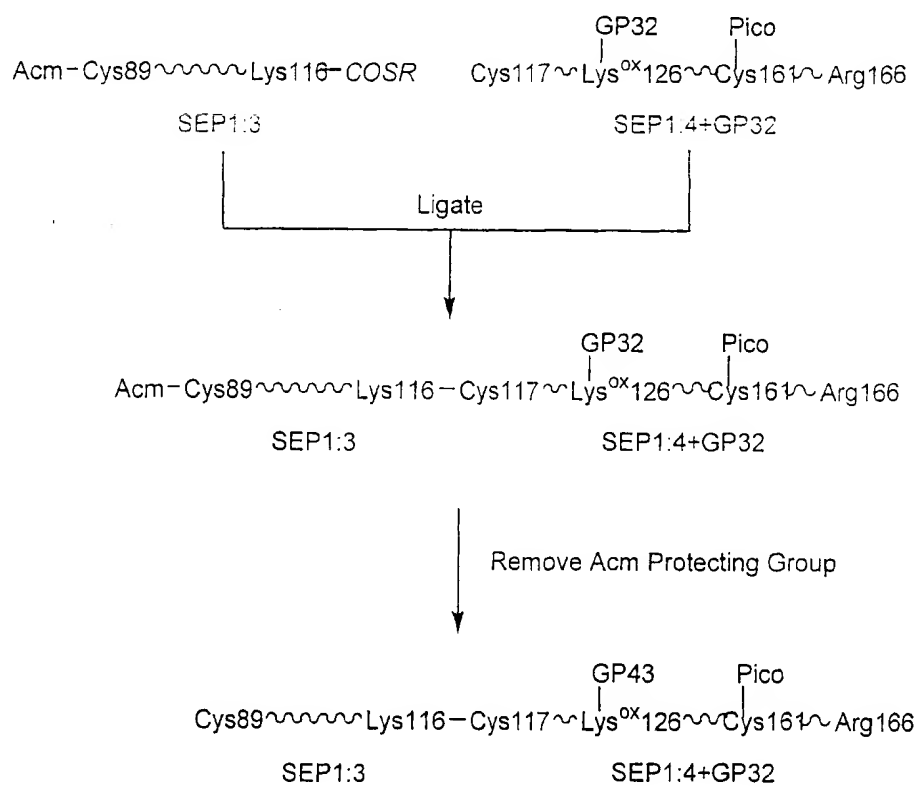 GP32 Pico
Acm-Cys89 Lys116-COSR Cys117~Lysᵒˣ126~Cys161~Arg166
SEP1:3 SEP1:4+GP32
Ligate
GP32 Pico
Acm-Cys89 Lys116-Cys117~Lysᵒˣ126~Cys161~Arg166
SEP1:3 SEP1:4+GP32
Remove Acm Protecting Group
GP43 Pico
Cys89 Lys116-Cys117~Lysᵒˣ126~Cys161~Arg166
SEP1:3 SEP1:4+GP32